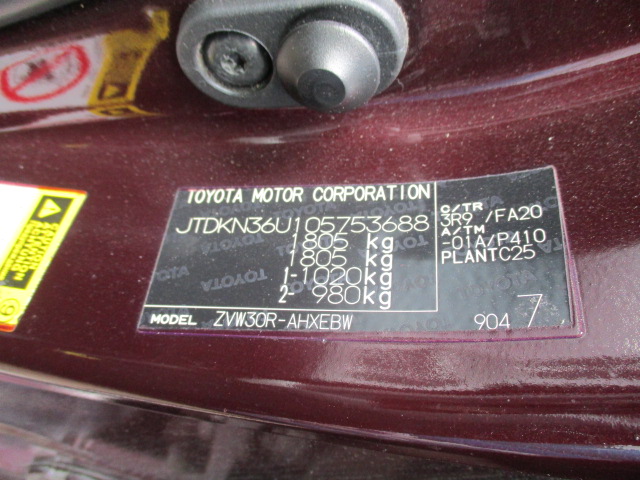 TOYOTA MOTOR CORPORATION
JTDKN36U105753688
1805 kg
1805 kg
1-1020kg
2- 980kg
C/TR
3R9 /FA20
A/TM
-01A/P410
PLANTC25
MODEL ZVW30R-AHXEBW
904 7